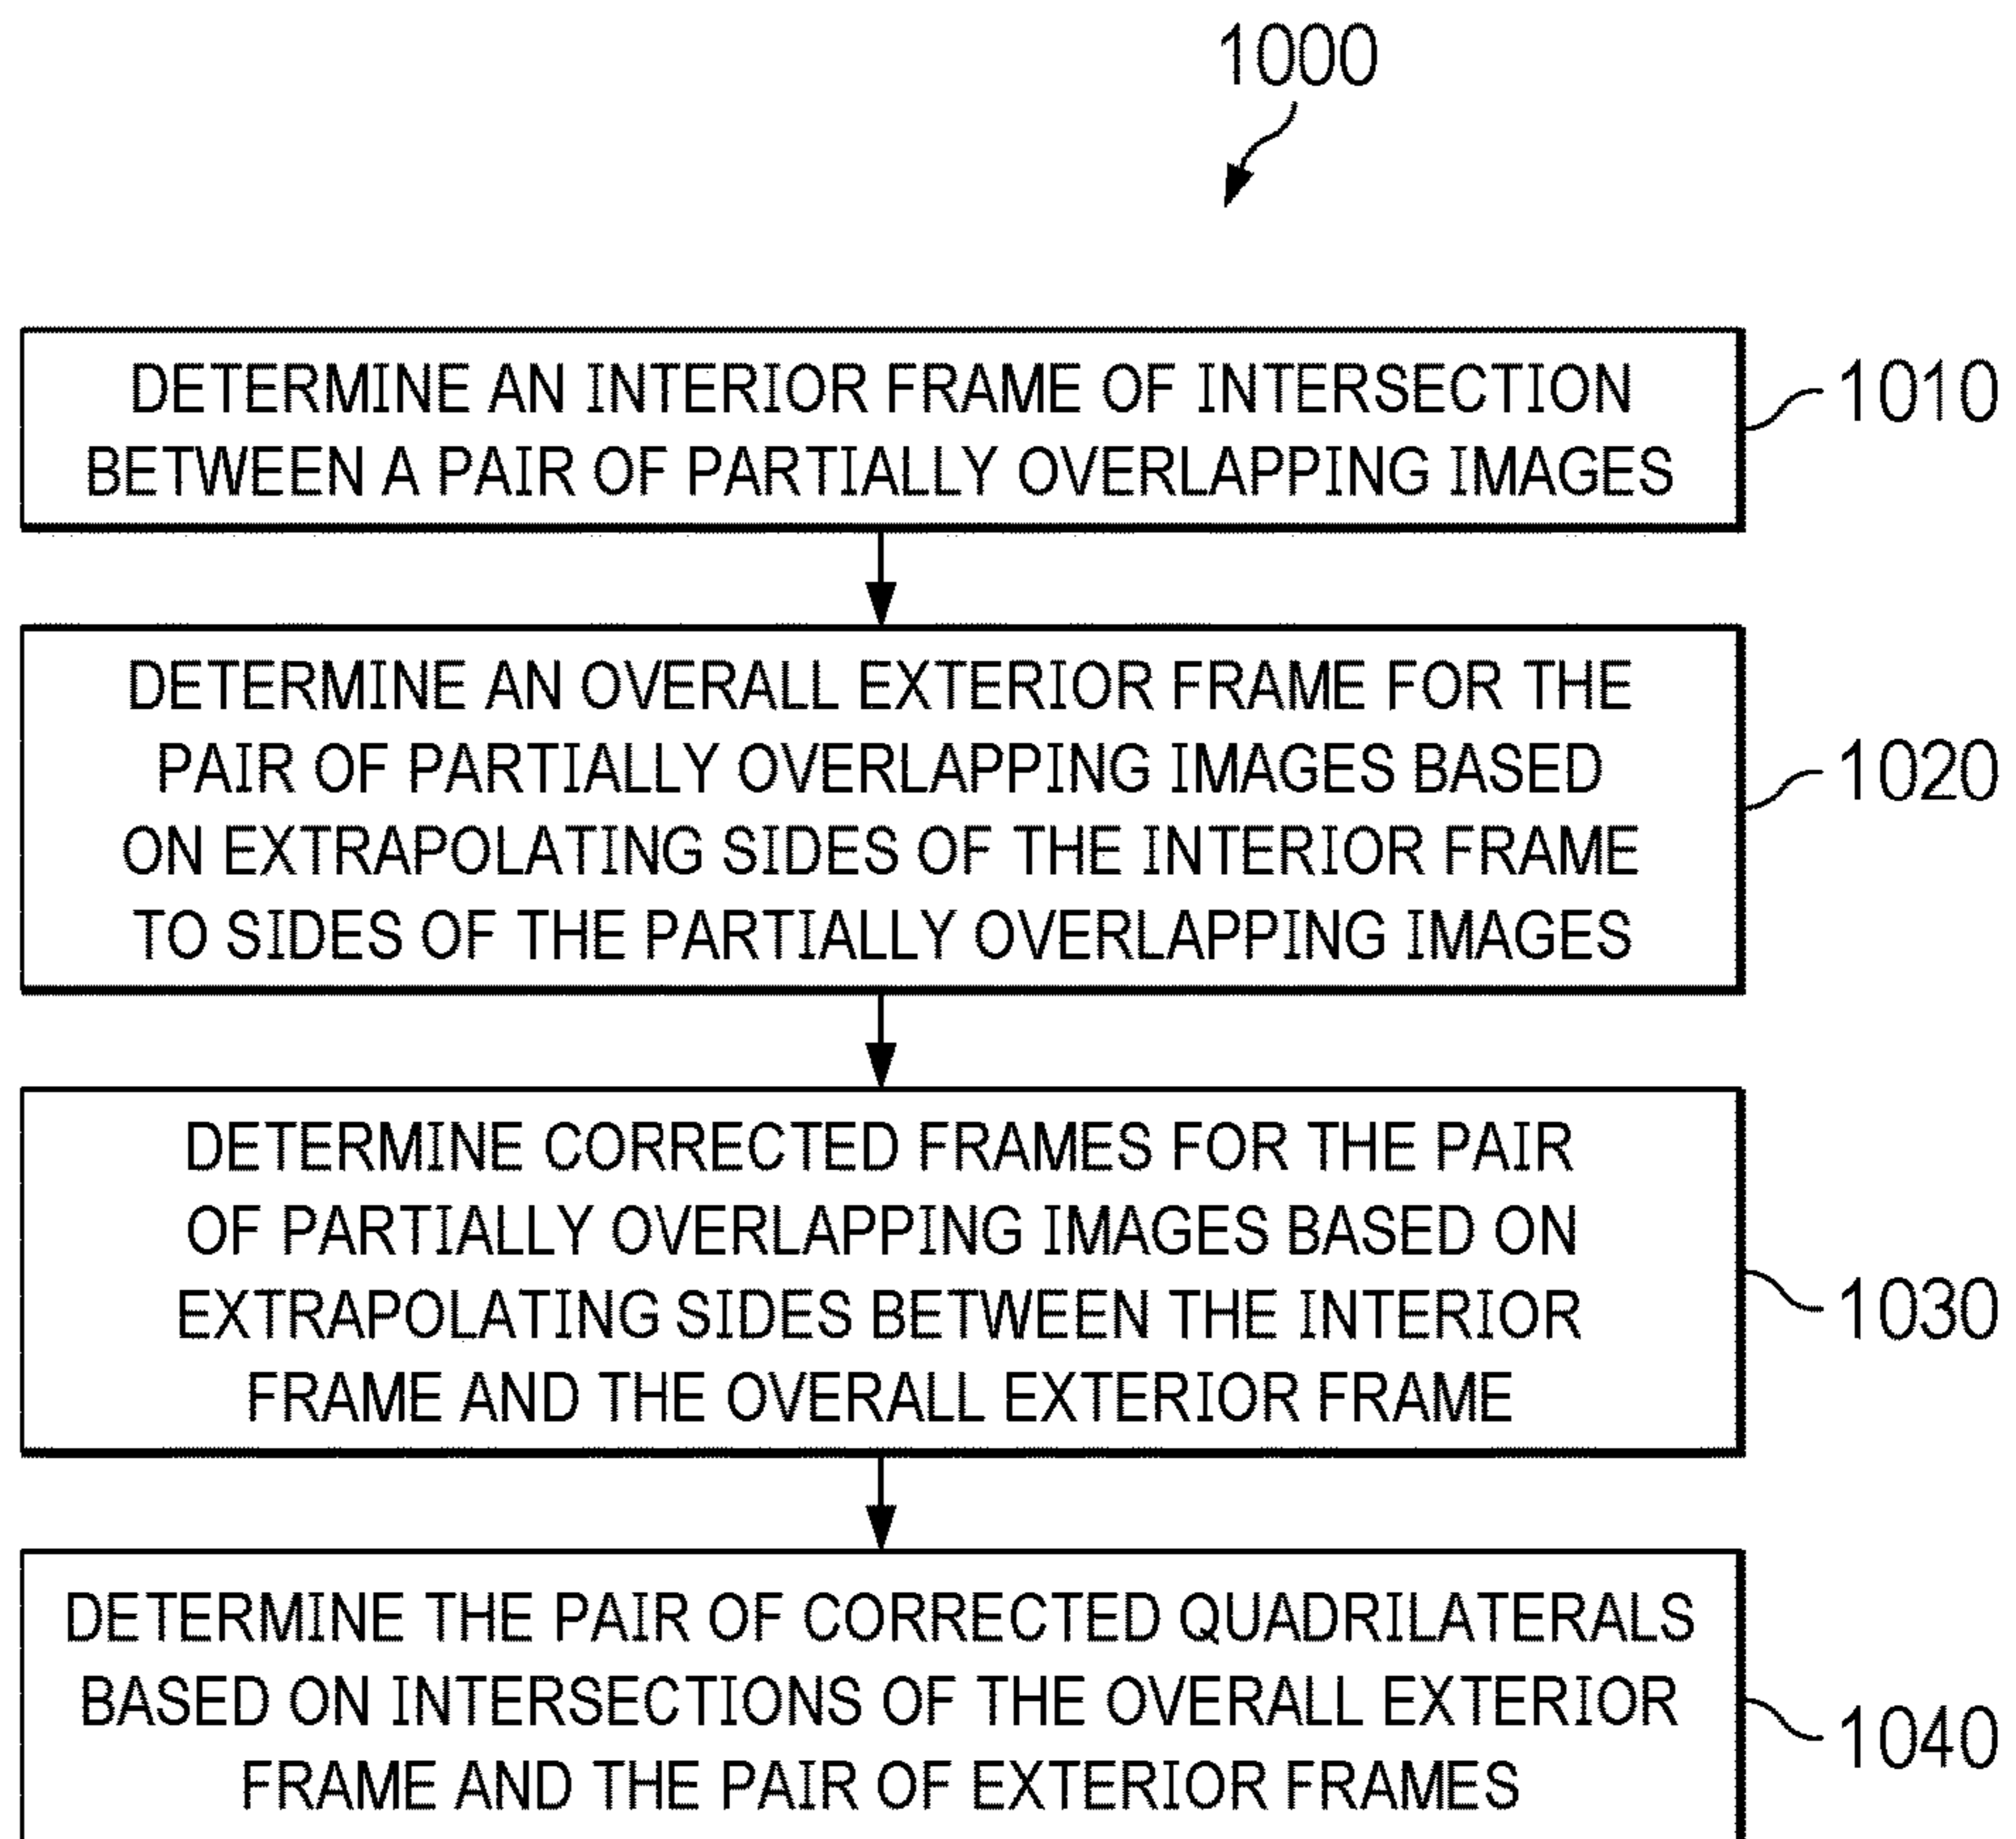 1000
DETERMINE AN INTERIOR FRAME OF INTERSECTION
BETWEEN A PAIR OF PARTIALLY OVERLAPPING IMAGES
1010
DETERMINE AN OVERALL EXTERIOR FRAME FOR THE
PAIR OF PARTIALLY OVERLAPPING IMAGES BASED
ON EXTRAPOLATING SIDES OF THE INTERIOR FRAME
TO SIDES OF THE PARTIALLY OVERLAPPING IMAGES
1020
DETERMINE CORRECTED FRAMES FOR THE PAIR
OF PARTIALLY OVERLAPPING IMAGES BASED ON
EXTRAPOLATING SIDES BETWEEN THE INTERIOR
FRAME AND THE OVERALL EXTERIOR FRAME
1030
DETERMINE THE PAIR OF CORRECTED QUADRILATERALS
BASED ON INTERSECTIONS OF THE OVERALL EXTERIOR
FRAME AND THE PAIR OF EXTERIOR FRAMES
1040